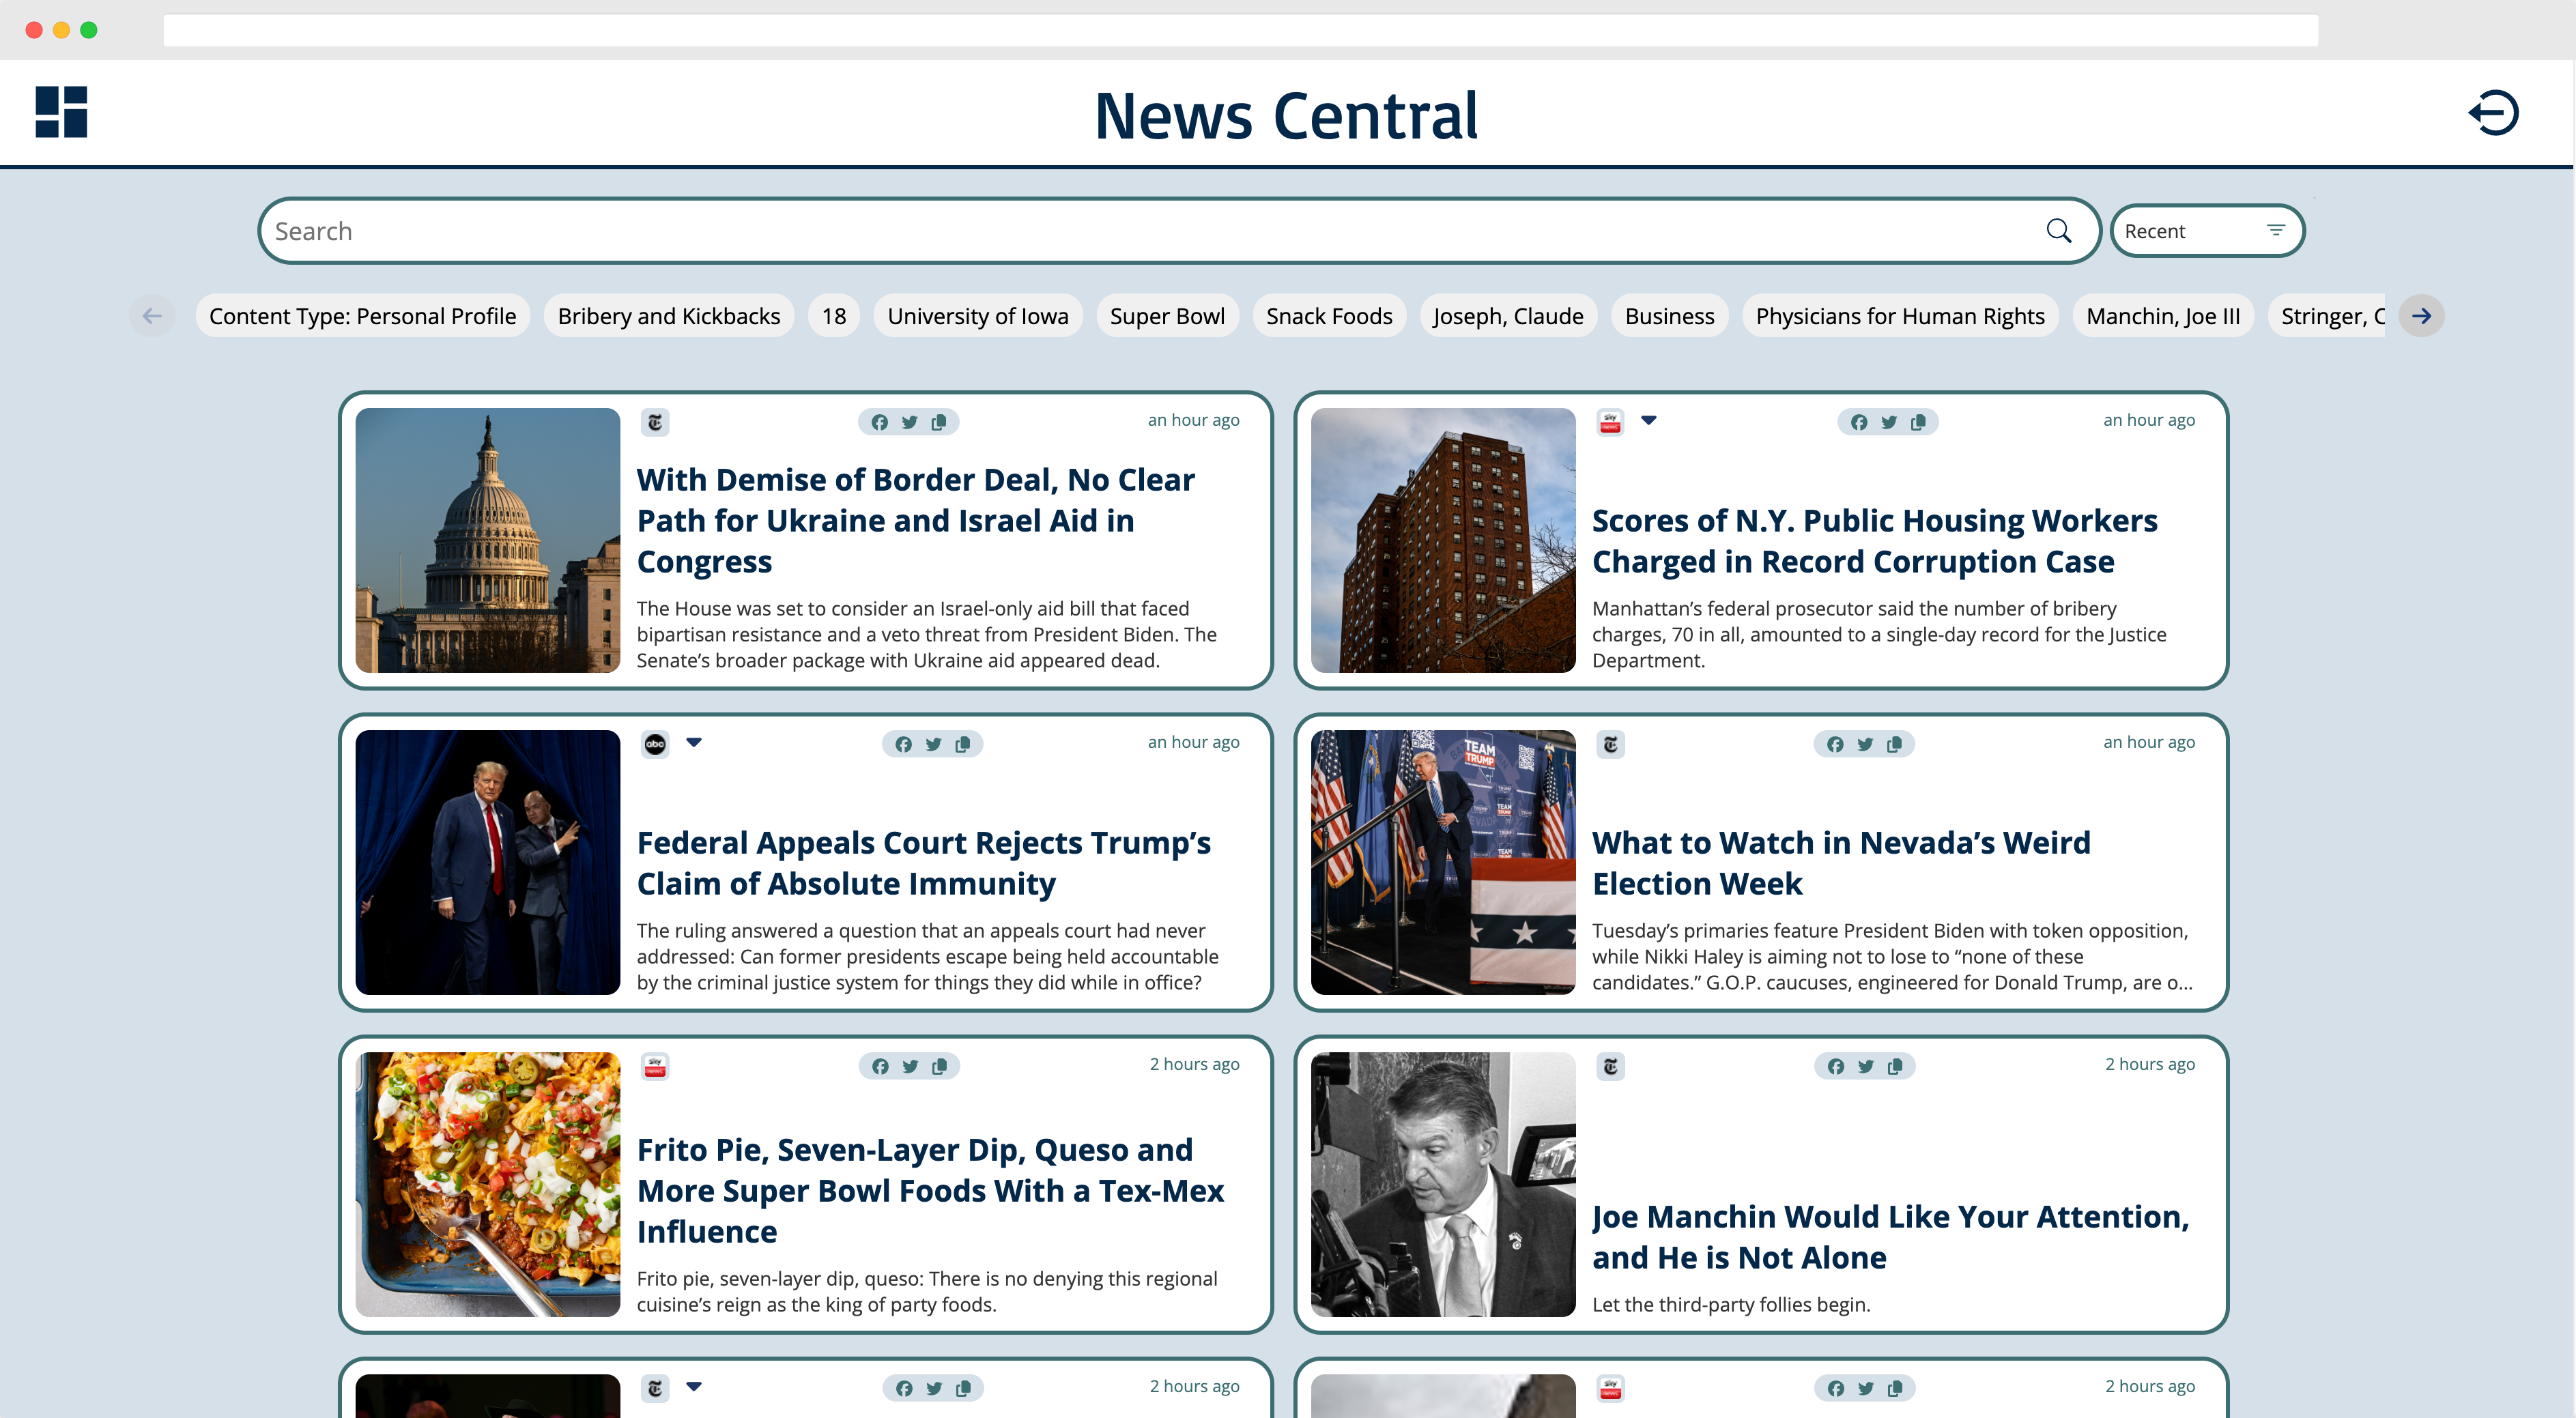 News Central
Search
Recent
Content Type: Personal Profile
Bribery and Kickbacks
18
University of Iowa
Super Bowl
Snack Foods
Joseph, Claude
Business
Physicians for Human Rights
Manchin, Joe III
Stringer, C
an hour ago
With Demise of Border Deal, No Clear
Path for Ukraine and Israel Aid in
Congress
The House was set to consider an Israel-only aid bill that faced
bipartisan resistance and a veto threat from President Biden. The
Senate’s broader package with Ukraine aid appeared dead.
sky
news
an hour ago
Scores of N.Y. Public Housing Workers
Charged in Record Corruption Case
Manhattan’s federal prosecutor said the number of bribery
charges, 70 in all, amounted to a single-day record for the Justice
Department.
abc
an hour ago
Federal Appeals Court Rejects Trump’s
Claim of Absolute Immunity
The ruling answered a question that an appeals court had never
addressed: Can former presidents escape being held accountable
by the criminal justice system for things they did while in office?
TEAM
TRUMP
an hour ago
What to Watch in Nevada’s Weird
Election Week
Tuesday’s primaries feature President Biden with token opposition,
while Nikki Haley is aiming not to lose to “none of these
candidates.” G.O.P. caucuses, engineered for Donald Trump, are o...
sky
news
2 hours ago
Frito Pie, Seven-Layer Dip, Queso and
More Super Bowl Foods With a Tex-Mex
Influence
Frito pie, seven-layer dip, queso: There is no denying this regional
cuisine’s reign as the king of party foods.
2 hours ago
Joe Manchin Would Like Your Attention,
and He is Not Alone
Let the third-party follies begin.
2 hours ago
sky
news
2 hours ago